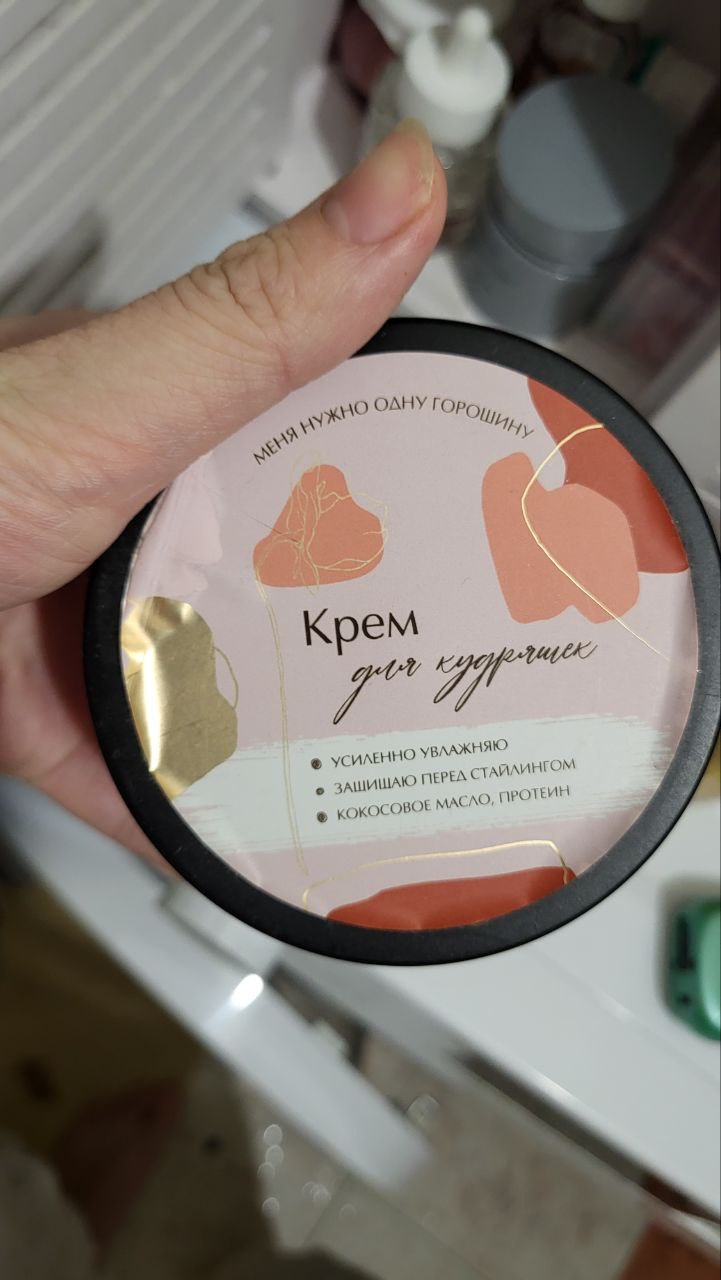 МЕНЯ НУЖНО ОДНУ ГОРОШИНУ
Крем
для кудряшек
УСИЛЕННО УВЛАЖНЯЮ
ЗАЩИЩАЮ ПЕРЕД СТАЙЛИНГОМ
КОКОСОВОЕ МАСЛО, ПРОТЕИН